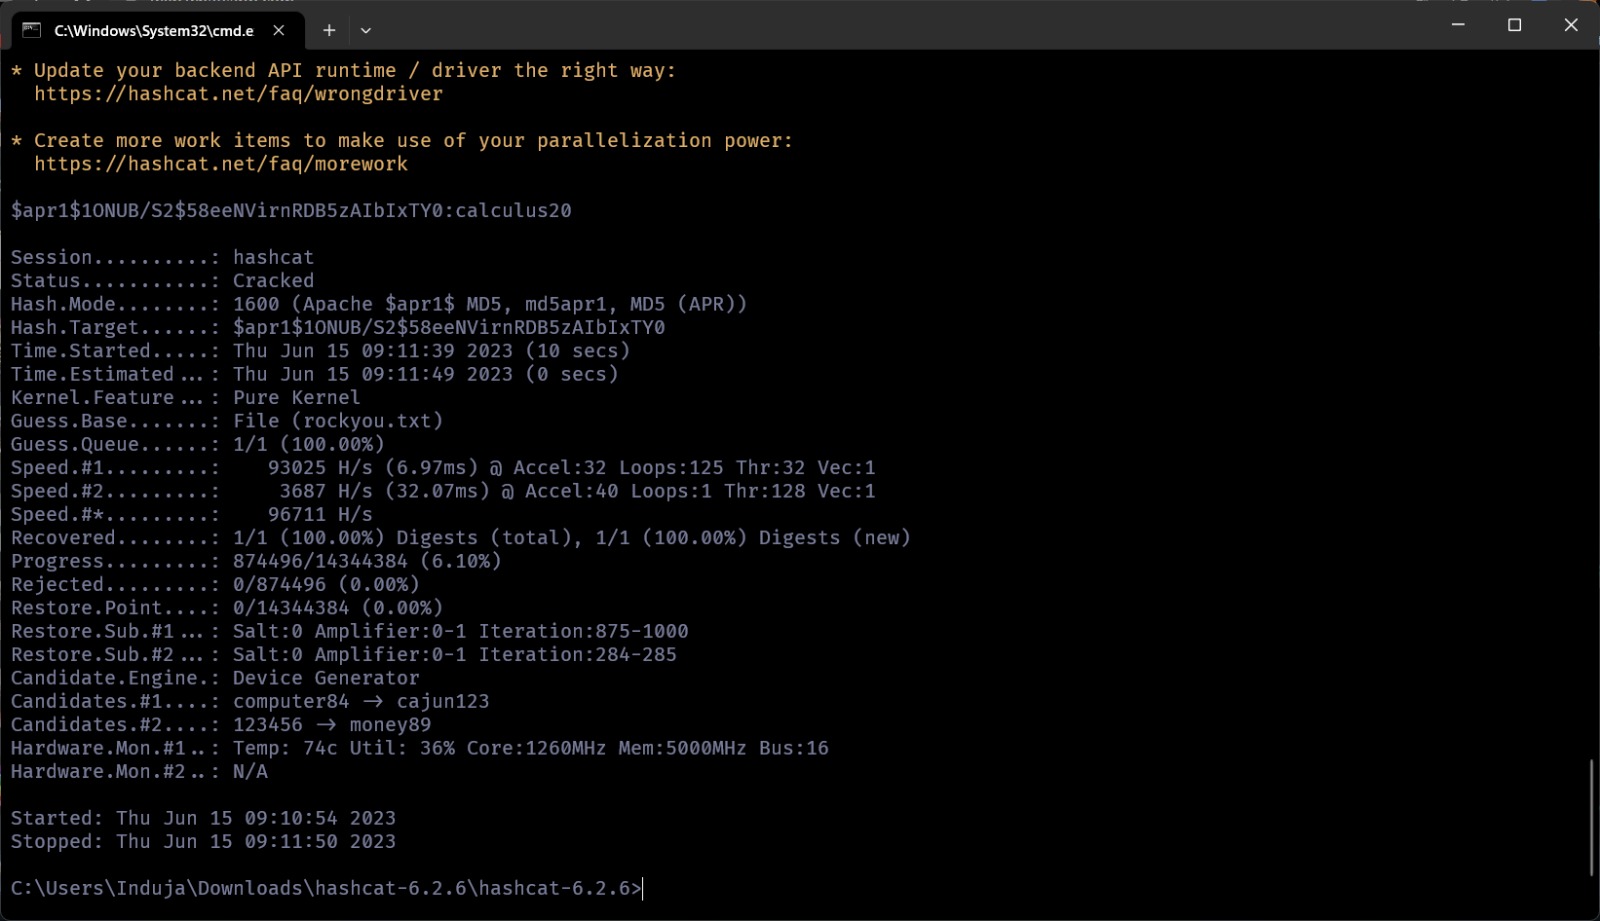 C:\Windows\System32\cmd.e
* Update your backend API runtime / driver the right way:
https://hashcat.net/faq/wrongdriver
* Create more work items to make use of your parallelization power:
https://hashcat.net/faq/morework
$apr1$1ONUB/S2$58eeNVirnRDB5zAIbIxTY0:calculus20
Session..........: hashcat
Status...........: Cracked
Hash.Mode........: 1600 (Apache $apr1$ MD5, md5apr1, MD5 (APR))
Hash.Target......: $apr1$1ONUB/S2$58eeNVirnRDB5zAIbIxTY0
Time.Started.....: Thu Jun 15 09:11:39 2023 (10 secs)
Time.Estimated...: Thu Jun 15 09:11:49 2023 (0 secs)
Kernel.Feature...: Pure Kernel
Guess.Base.......: File (rockyou.txt)
Guess.Queue......: 1/1 (100.00%)
Speed.#1.........: 93025 H/s (6.97ms) @ Accel:32 Loops:125 Thr:32 Vec:1
Speed.#2.........: 3687 H/s (32.07ms) @ Accel:40 Loops:1 Thr:128 Vec:1
Speed.#*.........: 96711 H/s
Recovered........: 1/1 (100.00%) Digests (total), 1/1 (100.00%) Digests (new)
Progress.........: 874496/14344384 (6.10%)
Rejected.........: 0/874496 (0.00%)
Restore.Point....: 0/14344384 (0.00%)
Restore.Sub.#1...: Salt:0 Amplifier:0-1 Iteration:875-1000
Restore.Sub.#2...: Salt:0 Amplifier:0-1 Iteration:284-285
Candidate.Engine.: Device Generator
Candidates.#1....: computer84 -> cajun123
Candidates.#2....: 123456 -> money89
Hardware.Mon.#1..: Temp: 74c Util: 36% Core:1260MHz Mem:5000MHz Bus:16
Hardware.Mon.#2..: N/A
Started: Thu Jun 15 09:10:54 2023
Stopped: Thu Jun 15 09:11:50 2023
C:\Users\Induja\Downloads\hashcat-6.2.6\hashcat-6.2.6>